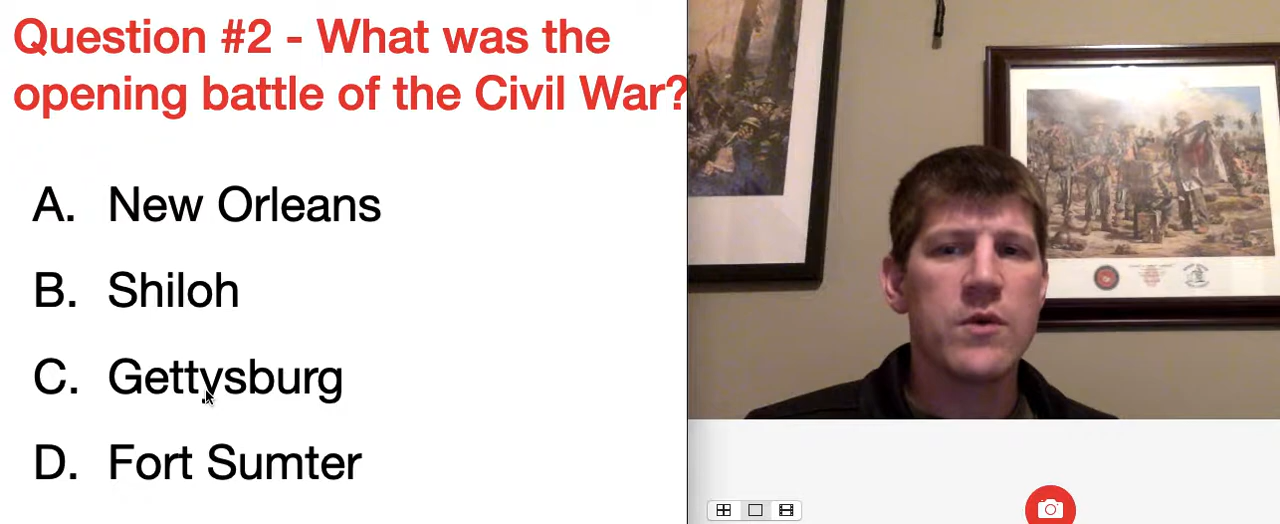 Question #2 - What was the
opening battle of the Civil War?
A. New Orleans
B. Shiloh
C. Gettysburg
D. Fort Sumter